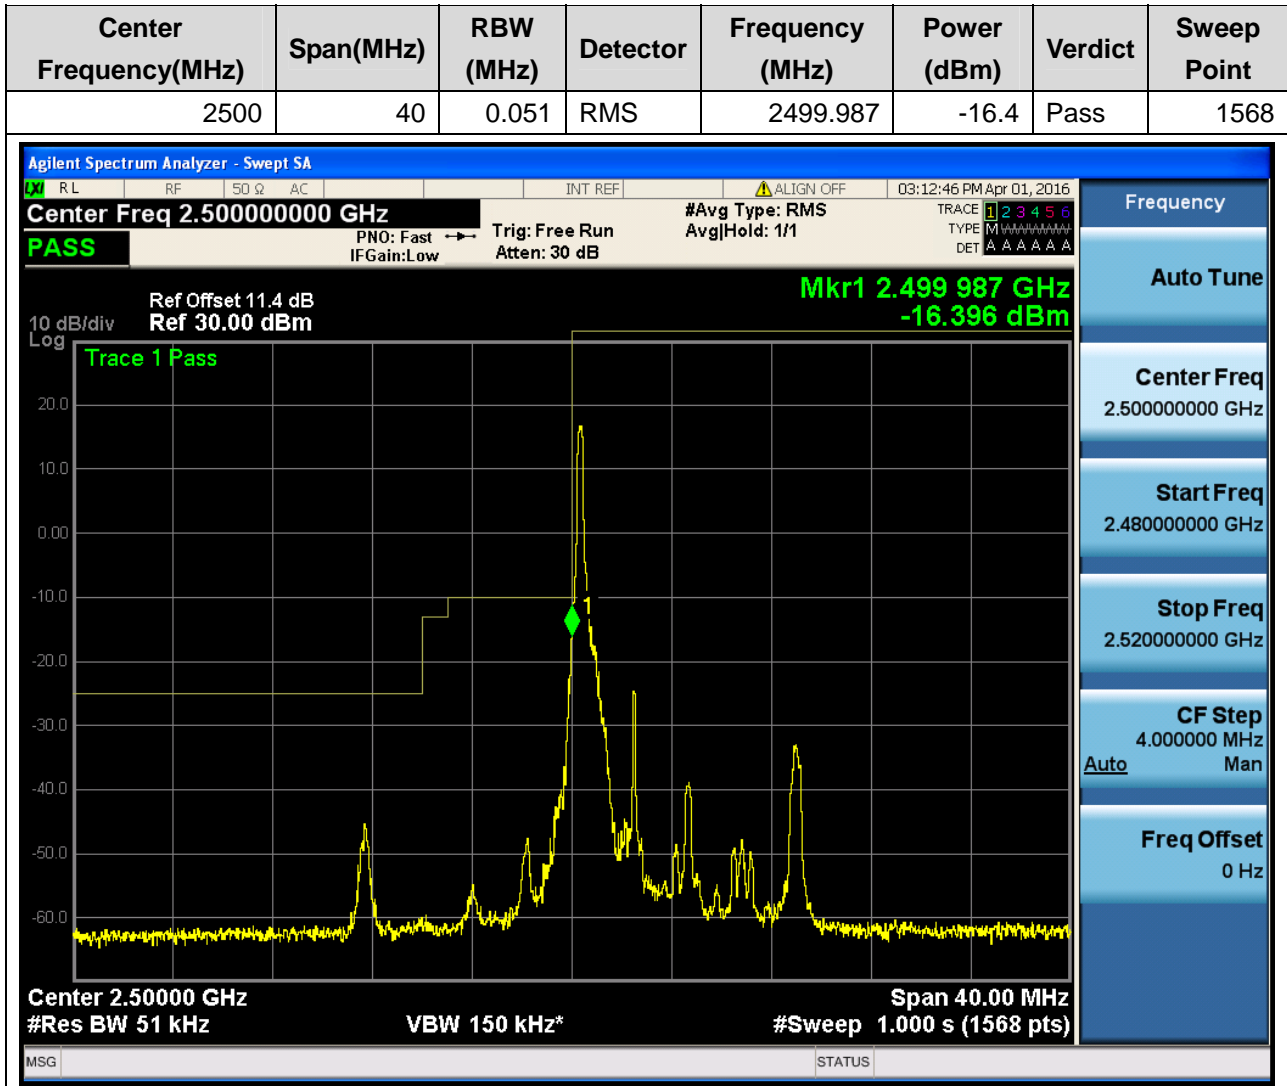 Center Frequency(MHz) Span(MHz) RBW (MHz) Detector Frequency (MHz) Power (dBm) Verdict Sweep Point
2500 40 0.051 RMS 2499.987 -16.4 Pass 1568
Agilent Spectrum Analyzer - Swept SA
LXI RL RF 50 Ω AC INT REF ALIGN OFF 03:12:46 PM Apr 01, 2016
Center Freq 2.500000000 GHz
PASS
PNO: Fast
IFGain:Low
Trig: Free Run
Atten: 30 dB
#Avg Type: RMS
Avg|Hold: 1/1
TRACE 1 2 3 4 5 6
TYPE M WWWWW
DET A A A A A A
Mkr1 2.499 987 GHz
-16.396 dBm
Ref Offset 11.4 dB
10 dB/div Ref 30.00 dBm
Log
Trace 1 Pass
20.0
10.0
0.00
-10.0
-20.0
-30.0
-40.0
-50.0
-60.0
1
Center 2.50000 GHz Span 40.00 MHz
#Res BW 51 kHz VBW 150 kHz* #Sweep 1.000 s (1568 pts)
MSG STATUS
Frequency
Auto Tune
Center Freq
2.500000000 GHz
Start Freq
2.480000000 GHz
Stop Freq
2.520000000 GHz
CF Step
4.000000 MHz
Auto Man
Freq Offset
0 Hz